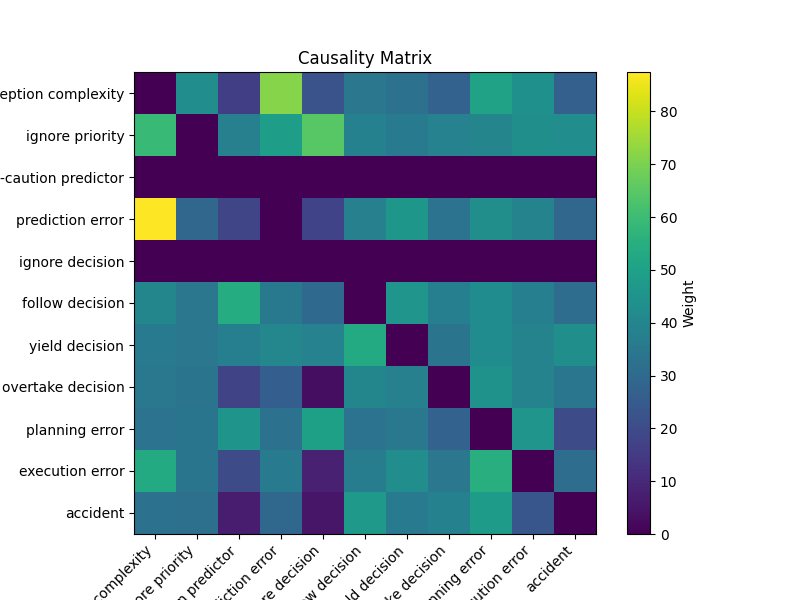 Causality Matrix
eption complexity
ignore priority
-caution predictor
prediction error
ignore decision
follow decision
yield decision
overtake decision
planning error
execution error
accident
complexity
ore priority
n predictor
diction error
re decision
w decision
ld decision
ke decision
nning error
ution error
accident
80
70
60
50
40
30
20
10
0
Weight